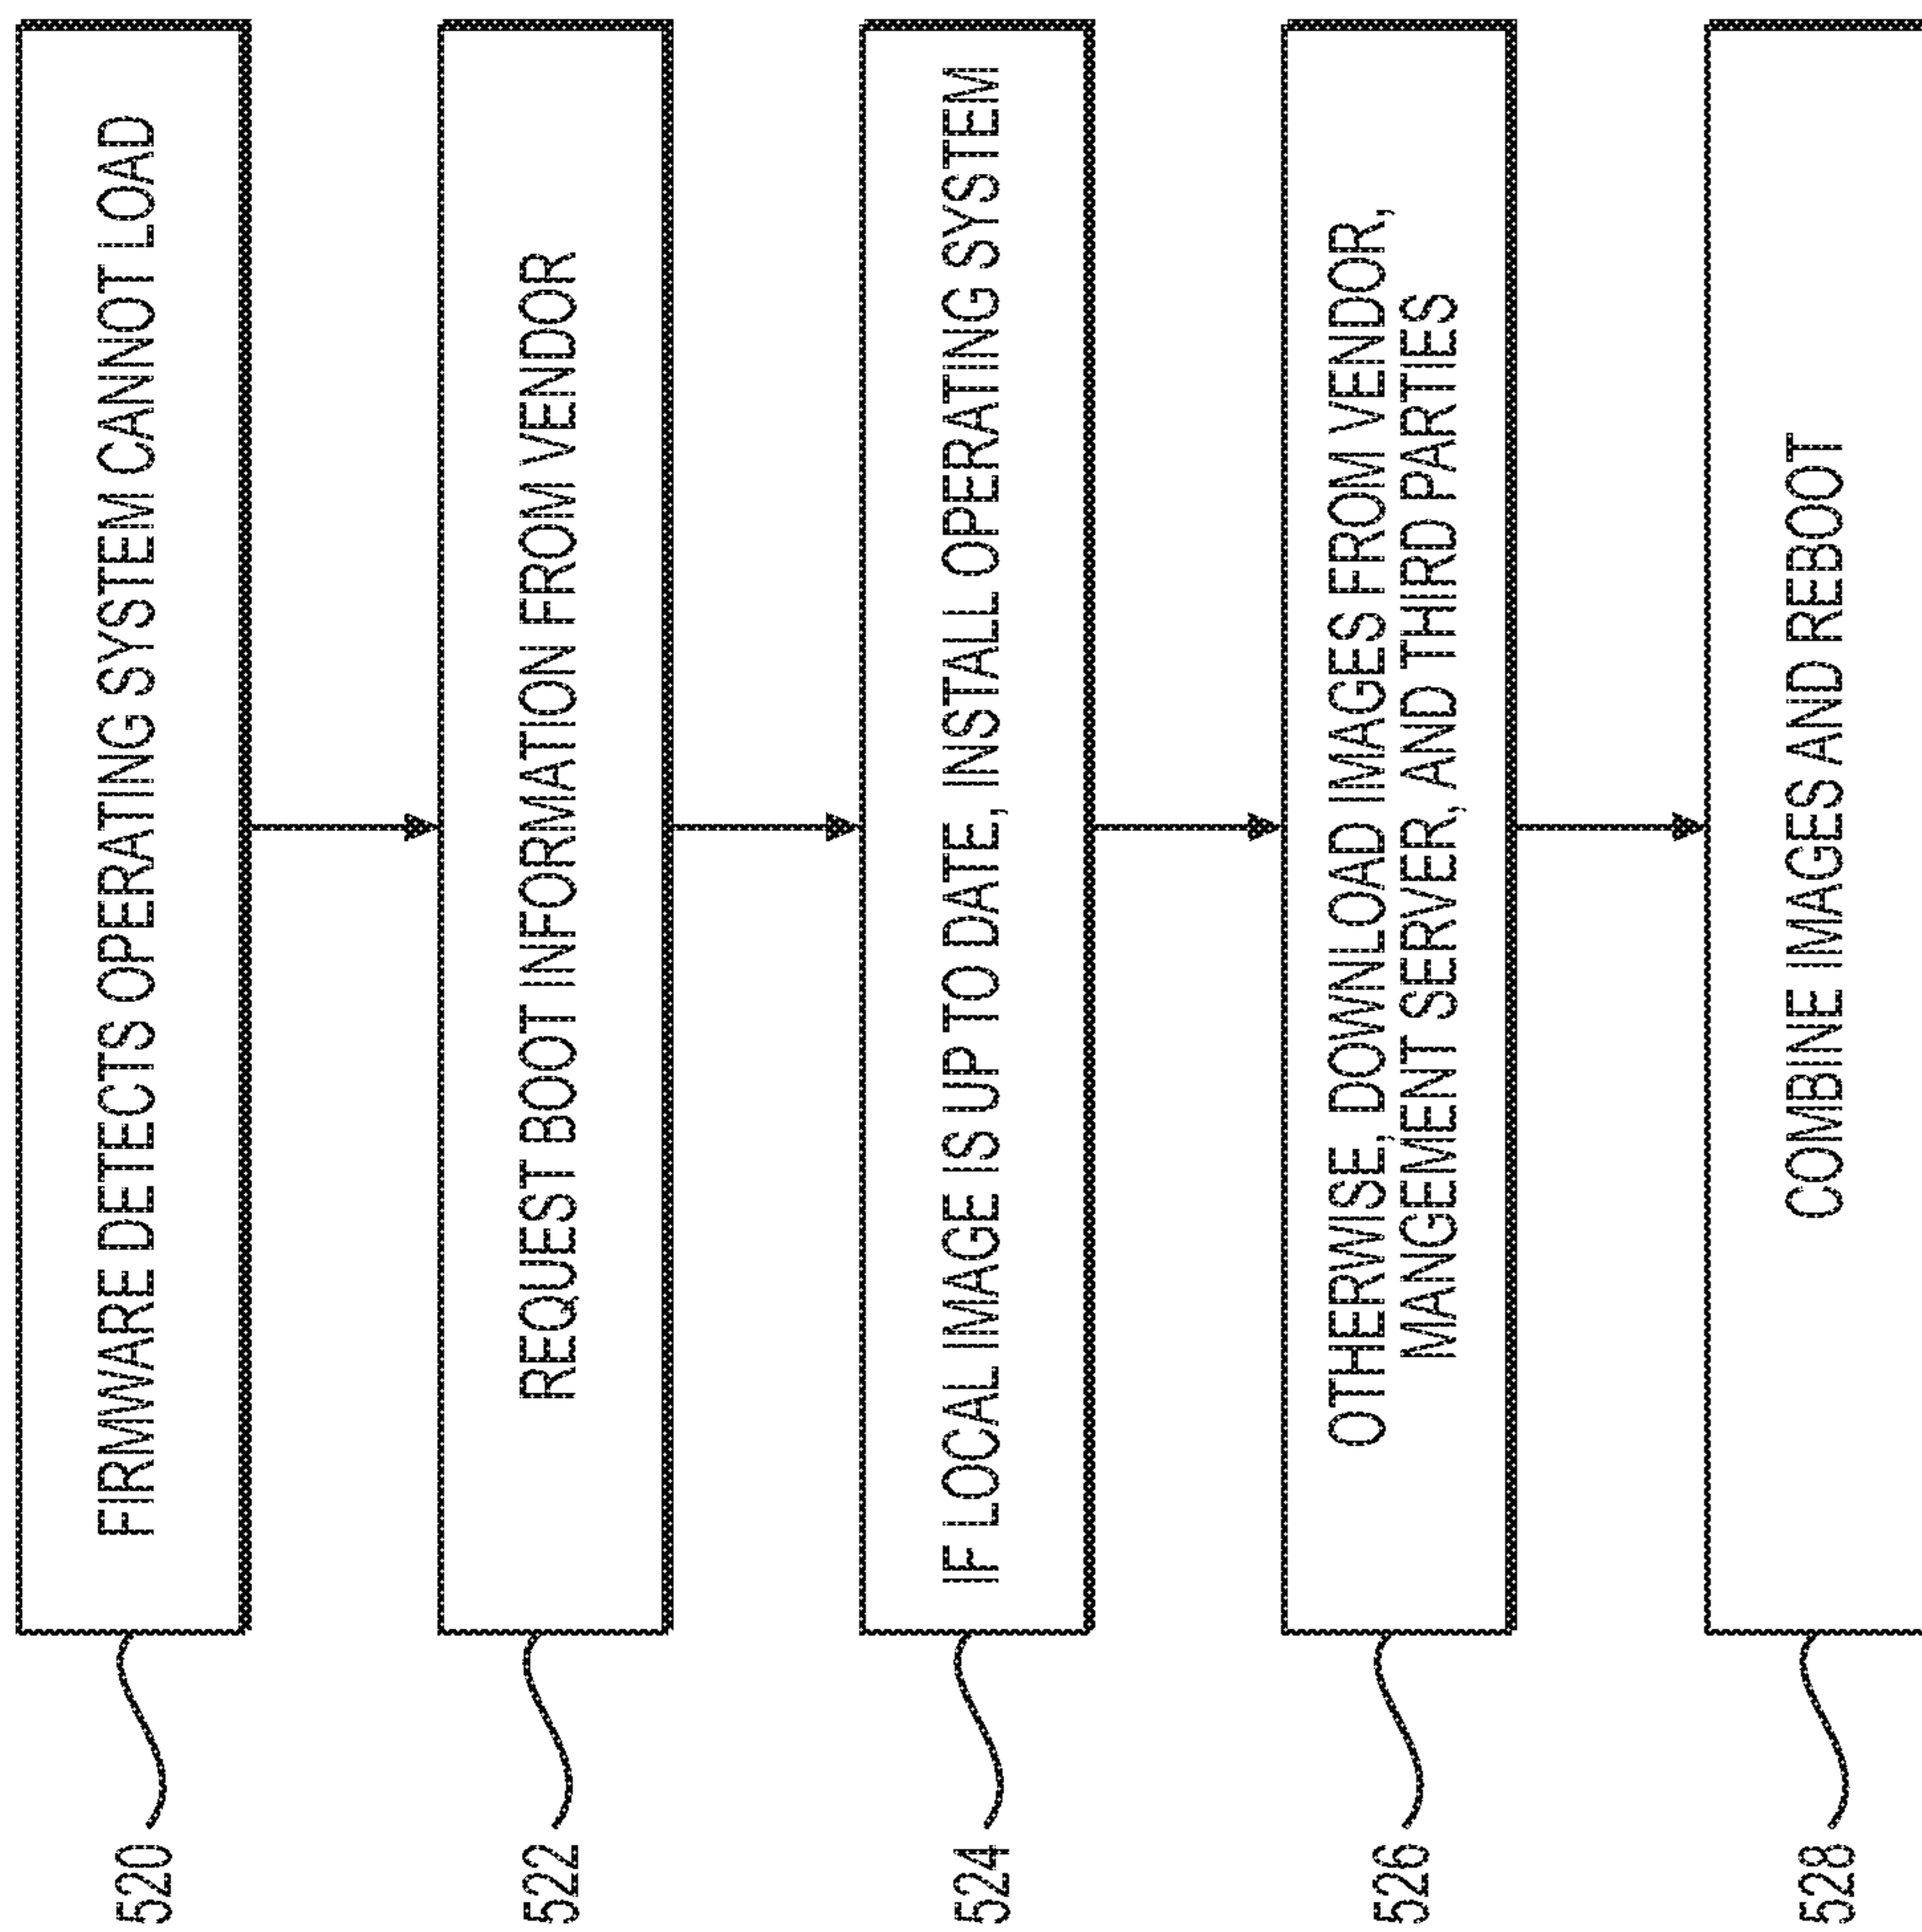 520
FIRMWARE DETECTS OPERATING SYSTEM CANNOT LOAD
522
REQUEST BOOT INFORMATION FROM VENDOR
524
IF LOCAL IMAGE IS UP TO DATE, INSTALL OPERATING SYSTEM
526
OTHERWISE, DOWNLOAD IMAGES FROM VENDOR,
MANGEMENT SERVER, AND THIRD PARTIES
528
COMBINE IMAGES AND REBOOT